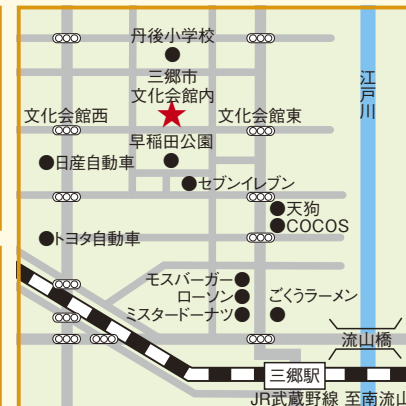 丹後小学校
三郷市
文化会館内
江戸川
文化会館西
文化会館東
早稲田公園
日産自動車
セブンイレブン
天狗
COCOS
トヨタ自動車
モスバーガー
ローソン
ごくうラーメン
ミスタードーナツ
流山橋
三郷駅
JR武蔵野線 至南流山